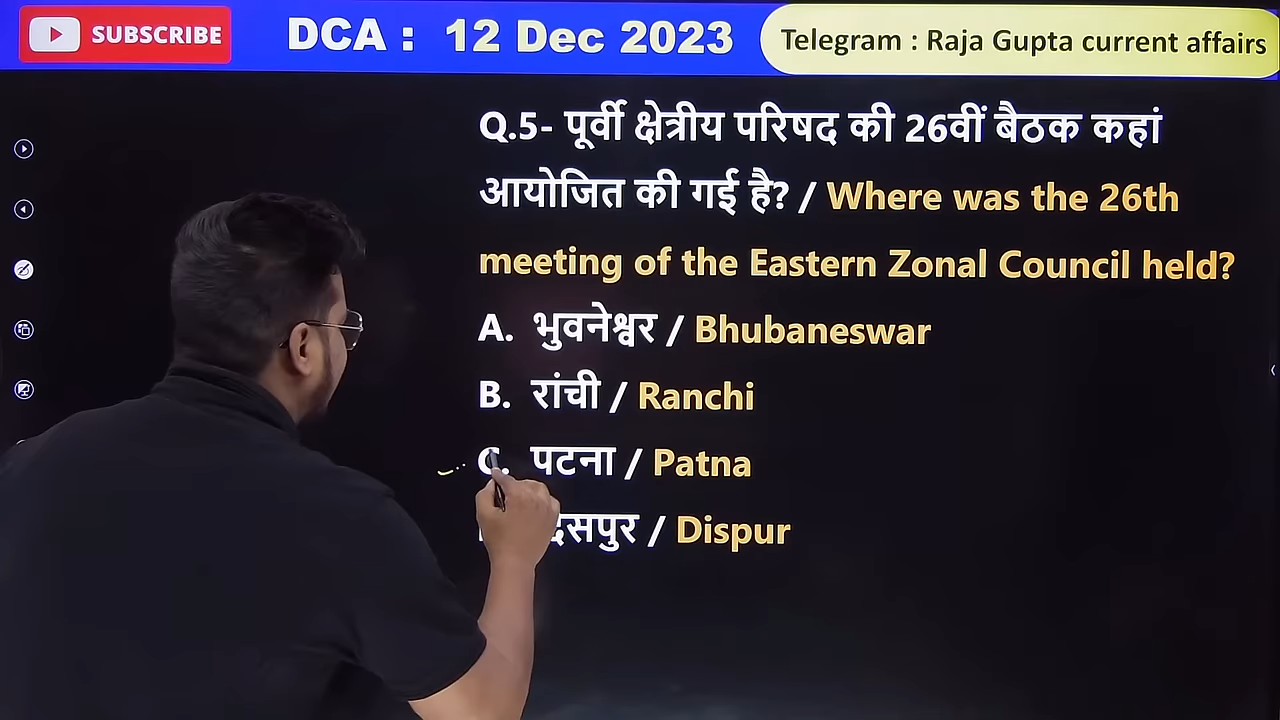 SUBSCRIBE
DCA : 12 Dec 2023
Telegram : Raja Gupta current affairs
Q.5- पूर्वी क्षेत्रीय परिषद की 26वीं बैठक कहां
आयोजित की गई है? / Where was the 26th
meeting of the Eastern Zonal Council held?
A. भुवनेश्वर / Bhubaneswar
B. रांची / Ranchi
C. पटना / Patna
/ Dispur